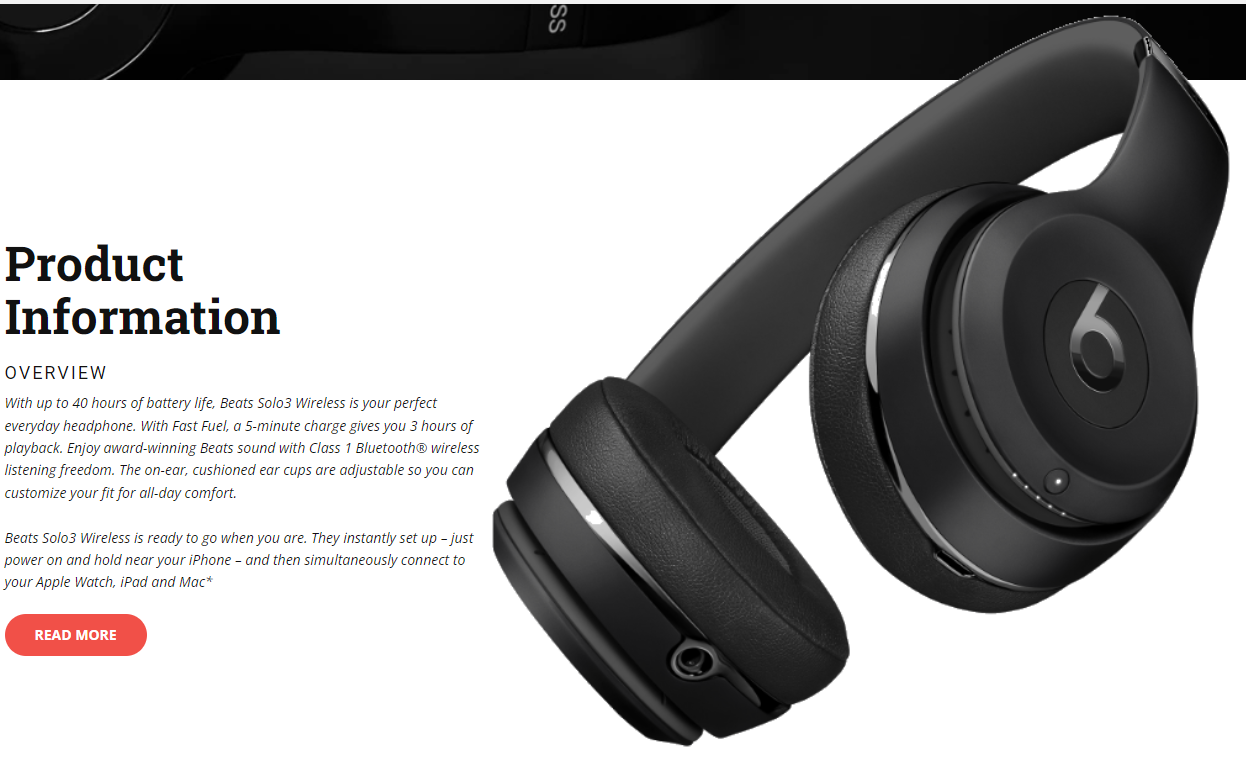 SS
Product
Information
OVERVIEW
With up to 40 hours of battery life, Beats Solo3 Wireless is your perfect
everyday headphone. With Fast Fuel, a 5-minute charge gives you 3 hours of
playback. Enjoy award-winning Beats sound with Class 1 Bluetooth® wireless
listening freedom. The on-ear, cushioned ear cups are adjustable so you can
customize your fit for all-day comfort.
Beats Solo3 Wireless is ready to go when you are. They instantly set up – just
power on and hold near your iPhone – and then simultaneously connect to
your Apple Watch, iPad and Mac*
READ MORE